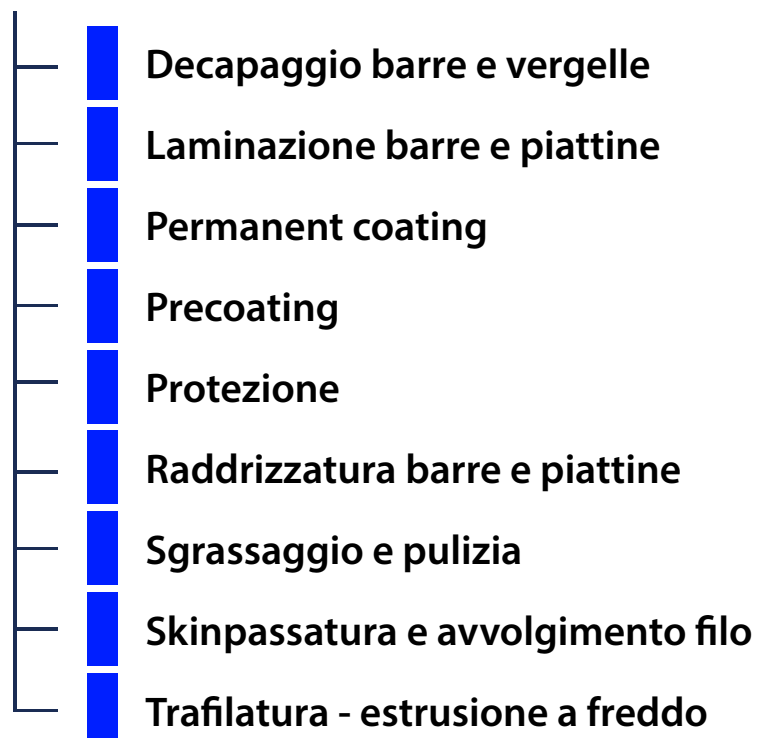 Decapaggio barre e vergelle
Laminazione barre e piattine
Permanent coating
Precoating
Protezione
Raddrizzatura barre e piattine
Sgrassaggio e pulizia
Skinpassatura e avvolgimento filo
Trafilatura - estrusione a freddo